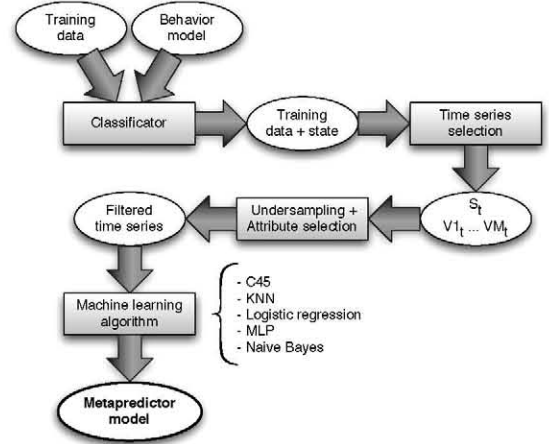 Training
data
Behavior
model
Classificator
Training
data + state
Time series
selection
Filtered
time series
Undersampling +
Attribute selection
St
V1t ... VMt
Machine learning
algorithm
- C45
- KNN
- Logistic regression
- MLP
- Naive Bayes
Metapredictor
model